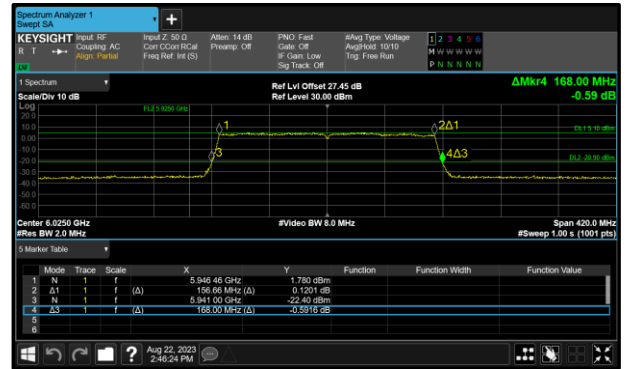 Spectrum Analyzer 1
Swept SA
+
KEYSIGHT Input: RF Input Z: 50 Ω Atten: 14 dB PNO: Fast #Avg Type: Voltage 1 2 3 4 5 6
R T Coupling: AC Corr CCorr RCal Preamp: Off Gate: Off Avg|Hold: 10/10 M W W W W W
Align: Partial Freq Ref: Int (S) IF Gain: Low Trig: Free Run
Sig Track: Off P N N N N N
1 Spectrum ΔMkr4 168.00 MHz
Ref Lvl Offset 27.45 dB
Scale/Div 10 dB Ref Level 30.00 dBm -0.59 dB
Log
20.0
10.0
0.00
-10.0
-20.0
-30.0
-40.0
-50.0
-60.0
1
2Δ1
DL1 5.10 dBm
3
4Δ3
DL2 -20.90 dBm
Center 6.0250 GHz #Video BW 8.0 MHz Span 420.0 MHz
#Res BW 2.0 MHz #Sweep 1.00 s (1001 pts)
5 Marker Table
Mode Trace Scale X Y Function Function Width Function Value
1 N 1 f 5.946 46 GHz 1.780 dBm
2 Δ1 1 f (Δ) 156.66 MHz (Δ) 0.1201 dB
3 N 1 f 5.941 00 GHz -22.40 dBm
4 Δ3 1 f (Δ) 168.00 MHz (Δ) -0.5916 dB
5
6
?
Aug 22, 2023
2:46:24 PM